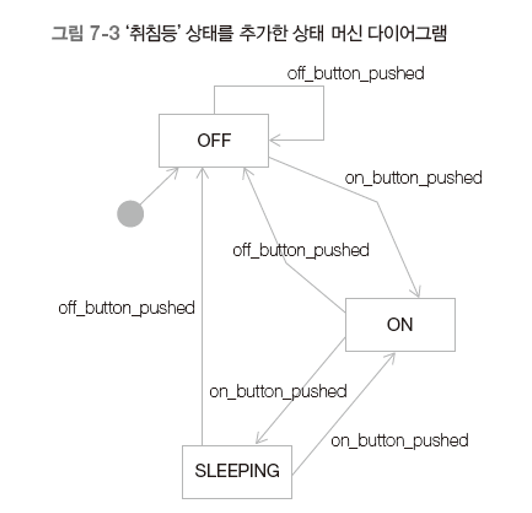 그림 7-3 ‘취침등’ 상태를 추가한 상태 머신 다이어그램
off_button_pushed
OFF
on_button_pushed
off_button_pushed
off_button_pushed
ON
on_button_pushed
on_button_pushed
SLEEPING